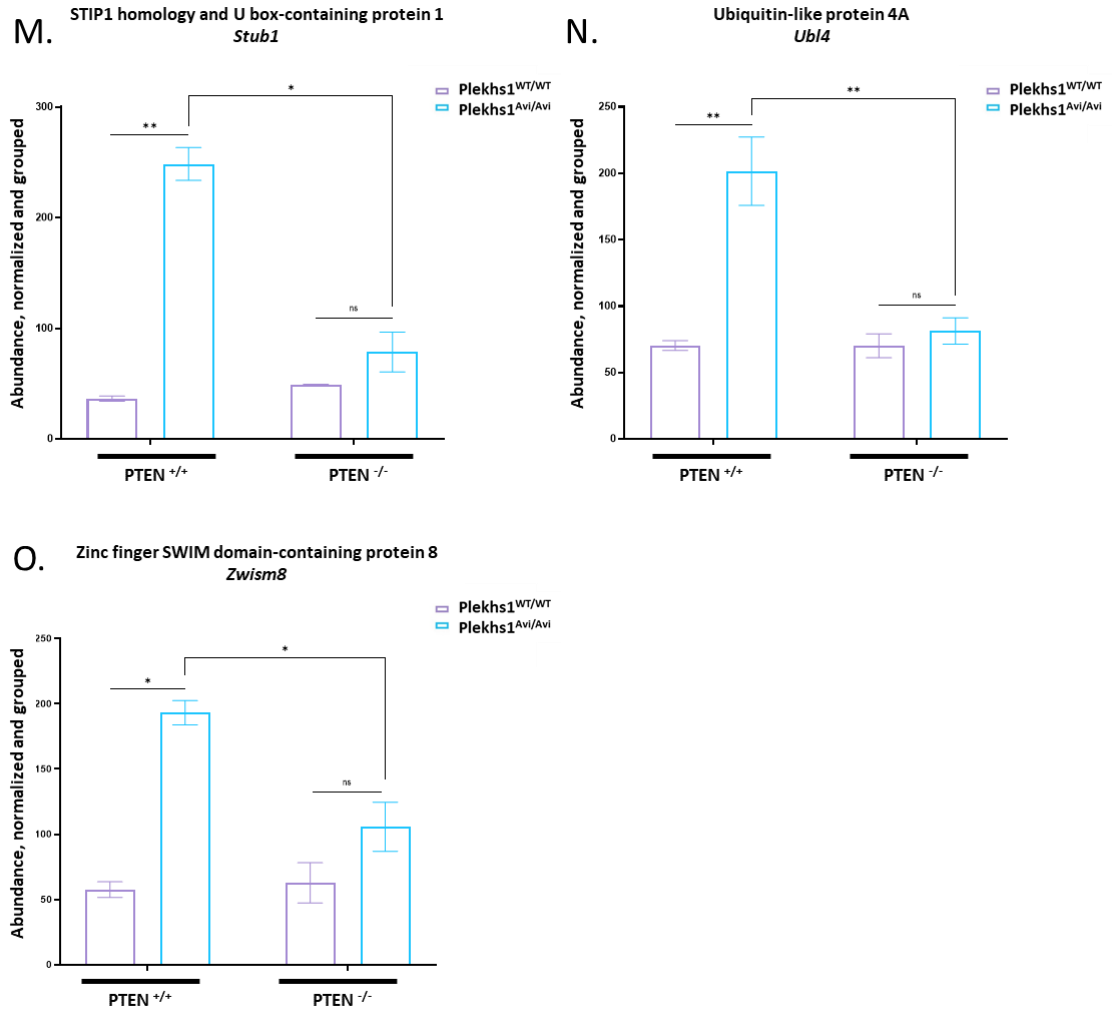 M.
STIP1 homology and U box-containing protein 1
Stub1
Plekhs1WT/WT
Plekhs1Avi/Avi
Abundance, normalized and grouped
300
200
100
0
**
*
ns
PTEN +/+
PTEN -/-
N.
Ubiquitin-like protein 4A
Ubl4
Plekhs1WT/WT
Plekhs1Avi/Avi
Abundance, normalized and grouped
250
200
150
100
50
0
**
**
ns
PTEN +/+
PTEN -/-
O.
Zinc finger SWIM domain-containing protein 8
Zwism8
Plekhs1WT/WT
Plekhs1Avi/Avi
Abundance, normalized and grouped
250
200
150
100
50
0
*
*
ns
PTEN +/+
PTEN -/-